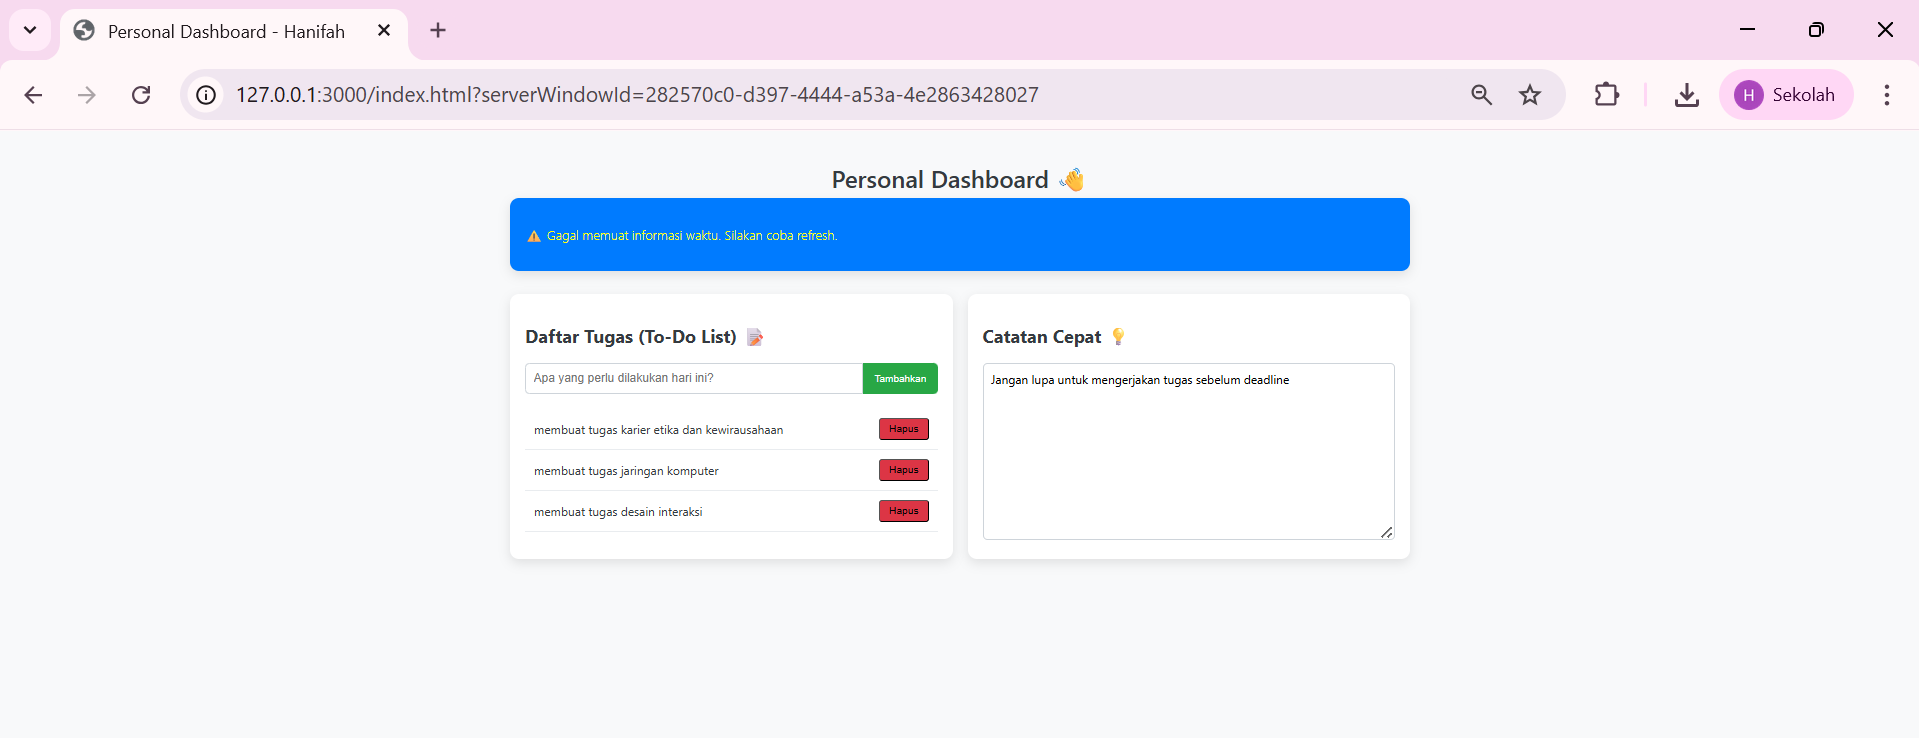 Personal Dashboard - Hanifah
127.0.0.1:3000/index.html?serverWindowId=282570c0-d397-4444-a53a-4e2863428027
H Sekolah
Personal Dashboard 👋
⚠️ Gagal memuat informasi waktu. Silakan coba refresh.
Daftar Tugas (To-Do List) 📝
Apa yang perlu dilakukan hari ini?
Tambahkan
membuat tugas karier etika dan kewirausahaan
Hapus
membuat tugas jaringan komputer
Hapus
membuat tugas desain interaksi
Hapus
Catatan Cepat 💡
Jangan lupa untuk mengerjakan tugas sebelum deadline